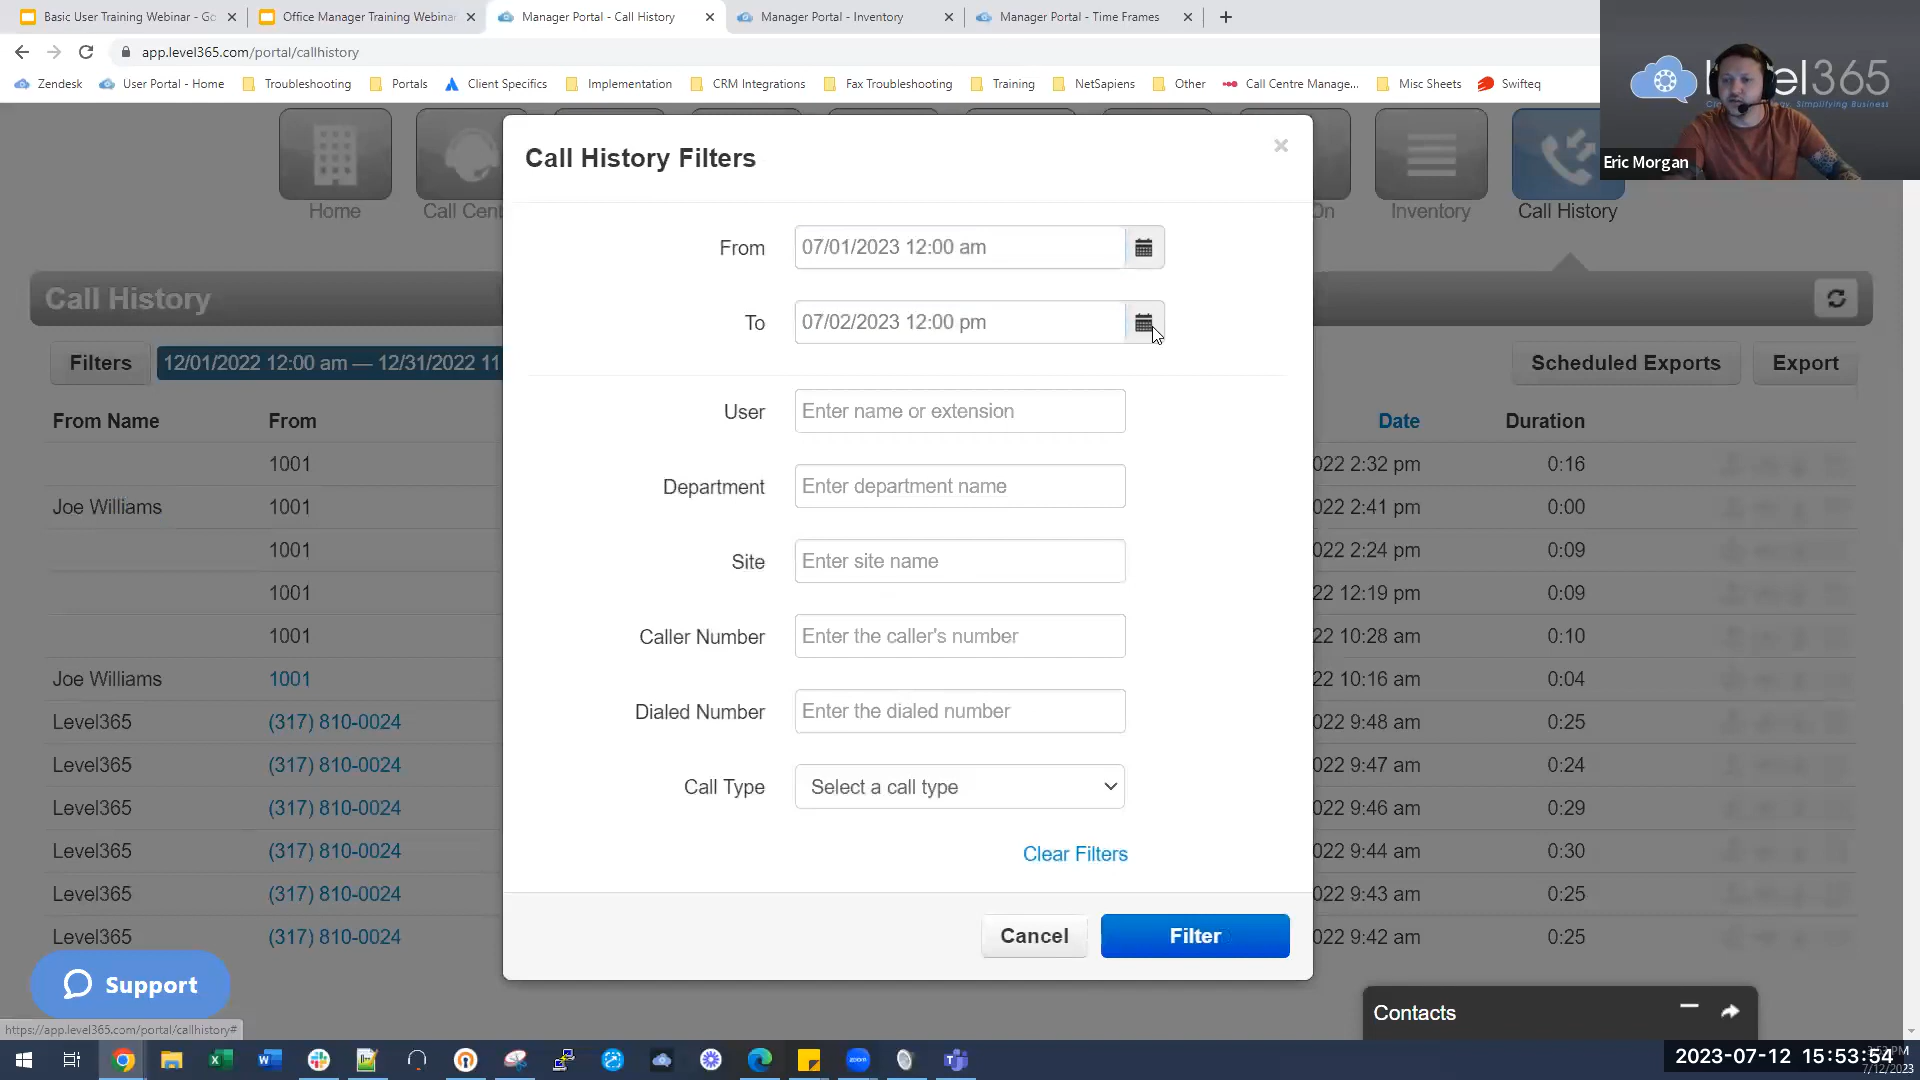 Basic User Training Webinar - Go
Office Manager Training Webinar
Manager Portal - Call History
Manager Portal - Inventory
Manager Portal - Time Frames
app.level365.com/portal/callhistory
Zendesk
User Portal - Home
Troubleshooting
Portals
Client Specifics
Implementation
CRM Integrations
Fax Troubleshooting
Training
NetSapiens
Other
Call Centre Manage...
Misc Sheets
Swifteq
Eric Morgan
Home
Call Cent
On
Inventory
Call History
Call History
Filters
12/01/2022 12:00 am — 12/31/2022 11
Scheduled Exports
Export
From Name From Date Duration
1001 022 2:32 pm 0:16
Joe Williams 1001 022 2:41 pm 0:00
1001 022 2:24 pm 0:09
1001 22 12:19 pm 0:09
1001 22 10:28 am 0:10
Joe Williams 1001 22 10:16 am 0:04
Level365 (317) 810-0024 022 9:48 am 0:25
Level365 (317) 810-0024 022 9:47 am 0:24
Level365 (317) 810-0024 022 9:46 am 0:29
Level365 (317) 810-0024 022 9:44 am 0:30
Level365 (317) 810-0024 022 9:43 am 0:25
Level365 (317) 810-0024 022 9:42 am 0:25
Call History Filters
From 07/01/2023 12:00 am
To 07/02/2023 12:00 pm
User Enter name or extension
Department Enter department name
Site Enter site name
Caller Number Enter the caller's number
Dialed Number Enter the dialed number
Call Type Select a call type
Clear Filters
Cancel
Filter
Support
Contacts
https://app.level365.com/portal/callhistory#
2023-07-12 15:53:54
7/12/2023